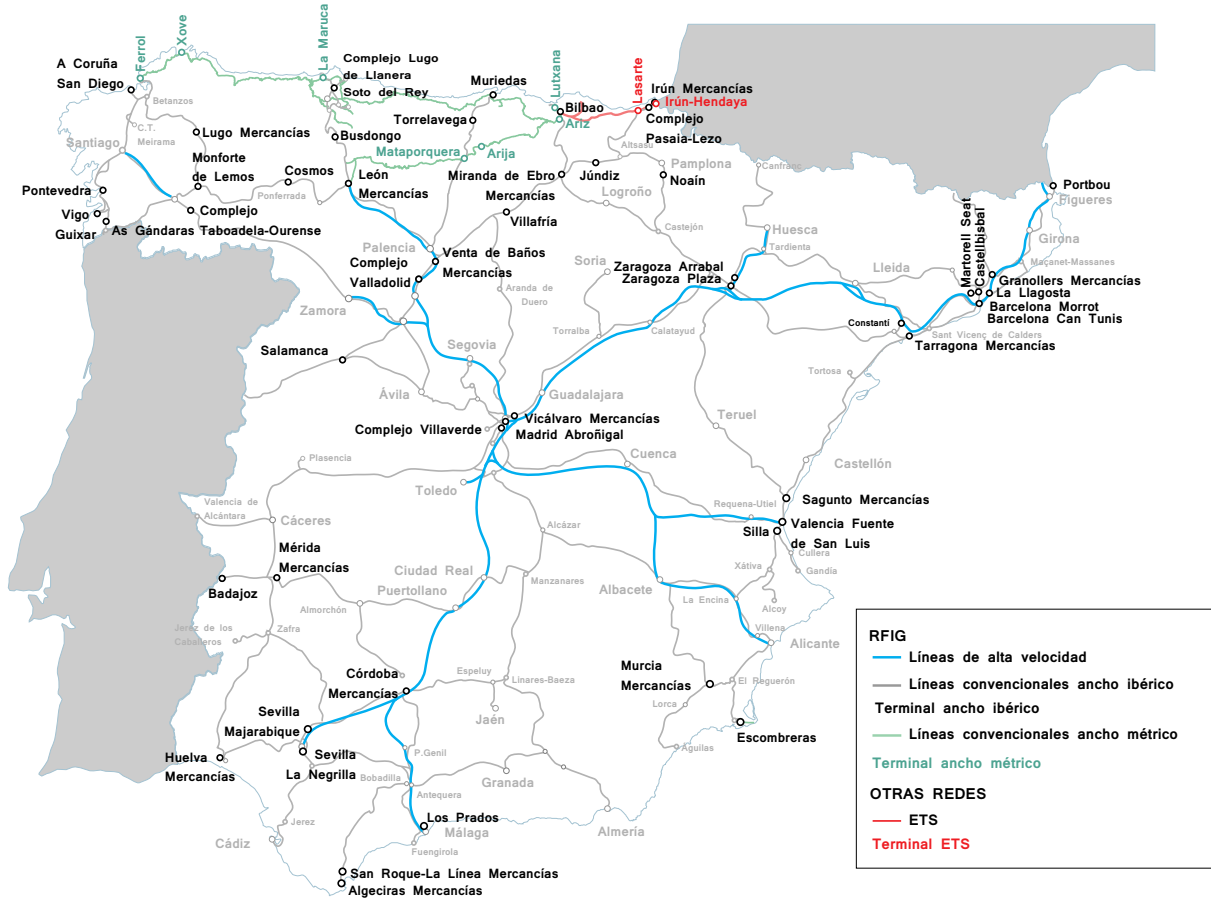 Ferrol
Xove
La Maruca
Complejo Lugo
de Llanera
Soto del Rey
A Coruña
San Diego
Betanzos
C.T.
Meirama
Santiago
Lugo Mercancías
Monforte
de Lemos
Cosmos
Ponferrada
Busdongo
León
Mercancías
Muriedas
Torrelavega
Mataporquera
Arija
Lutxana
Bilbao
Ariz
Lasarte
Irún Mercancías
Irún-Hendaya
Complejo
Pasaia-Lezo
Altsasu
Pamplona
Noaín
Canfranc
Miranda de Ebro
Mercancías
Júndiz
Logroño
Villafría
Castejón
Pontevedra
Vigo
Guixar
As Gándaras
Complejo
Taboadela-Ourense
Palencia
Venta de Baños
Mercancías
Complejo
Valladolid
Zamora
Aranda de
Duero
Soria
Zaragoza Arrabal
Zaragoza Plaza
Huesca
Tardienta
Lleida
Martorell Seat
Castellbisbal
Portbou
Figueres
Girona
Maçanet-Massanes
Granollers Mercancías
La Llagosta
Barcelona Morrot
Barcelona Can Tunis
Constantí
Sant Vicenç de Calders
Tarragona Mercancías
Tortosa
Torralba
Calatayud
Salamanca
Segovia
Ávila
Guadalajara
Vicálvaro Mercancías
Complejo Villaverde
Madrid Abroñigal
Teruel
Cuenca
Castellón
Plasencia
Toledo
Valencia de
Alcántara
Cáceres
Requena-Utiel
Sagunto Mercancías
Valencia Fuente
de San Luis
Silla
Cullera
Gandía
Alcázar
Mérida
Mercancías
Badajoz
Ciudad Real
Puertollano
Manzanares
Albacete
Xátiva
La Encina
Alcoy
Villena
Alicante
Almorchón
Jerez de los
Caballeros
Zafra
Córdoba
Mercancías
Espeluy
Linares-Baeza
Jaén
Murcia
Mercancías
El Reguerón
Lorca
Escombreras
Aguilas
Sevilla
Majarabique
Sevilla
La Negrilla
Huelva
Mercancías
P.Genil
Bobadilla
Antequera
Granada
Almería
Jerez
Cádiz
Los Prados
Málaga
Fuengirola
San Roque-La Línea Mercancías
Algeciras Mercancías
RFIG
Líneas de alta velocidad
Líneas convencionales ancho ibérico
Terminal ancho ibérico
Líneas convencionales ancho métrico
Terminal ancho métrico
OTRAS REDES
ETS
Terminal ETS